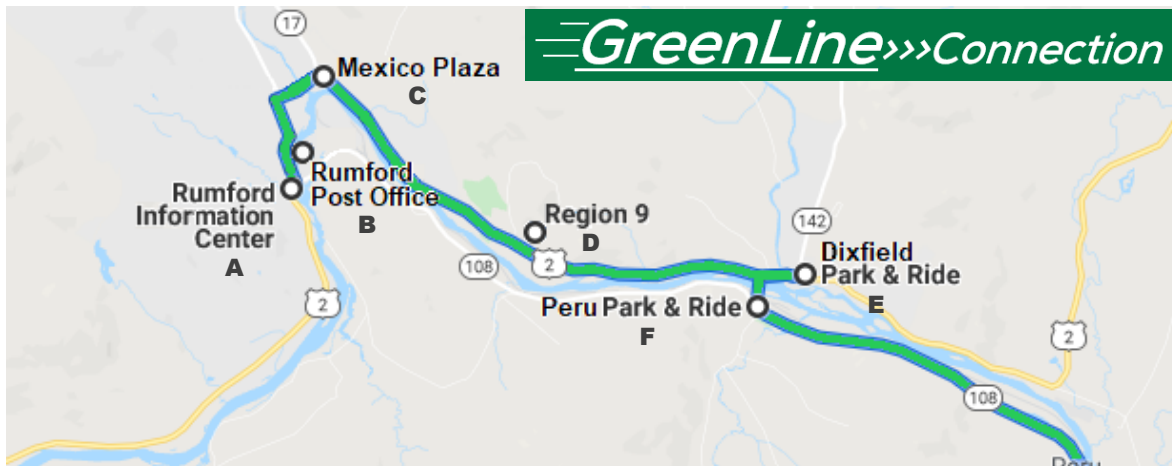 GreenLine>>>Connection
17
Mexico Plaza
C
Rumford
Post Office
B
Rumford
Information
Center
A
Region 9
D
142
2
108
Dixfield
Park & Ride
E
Peru Park & Ride
F
2
2
108
Peru